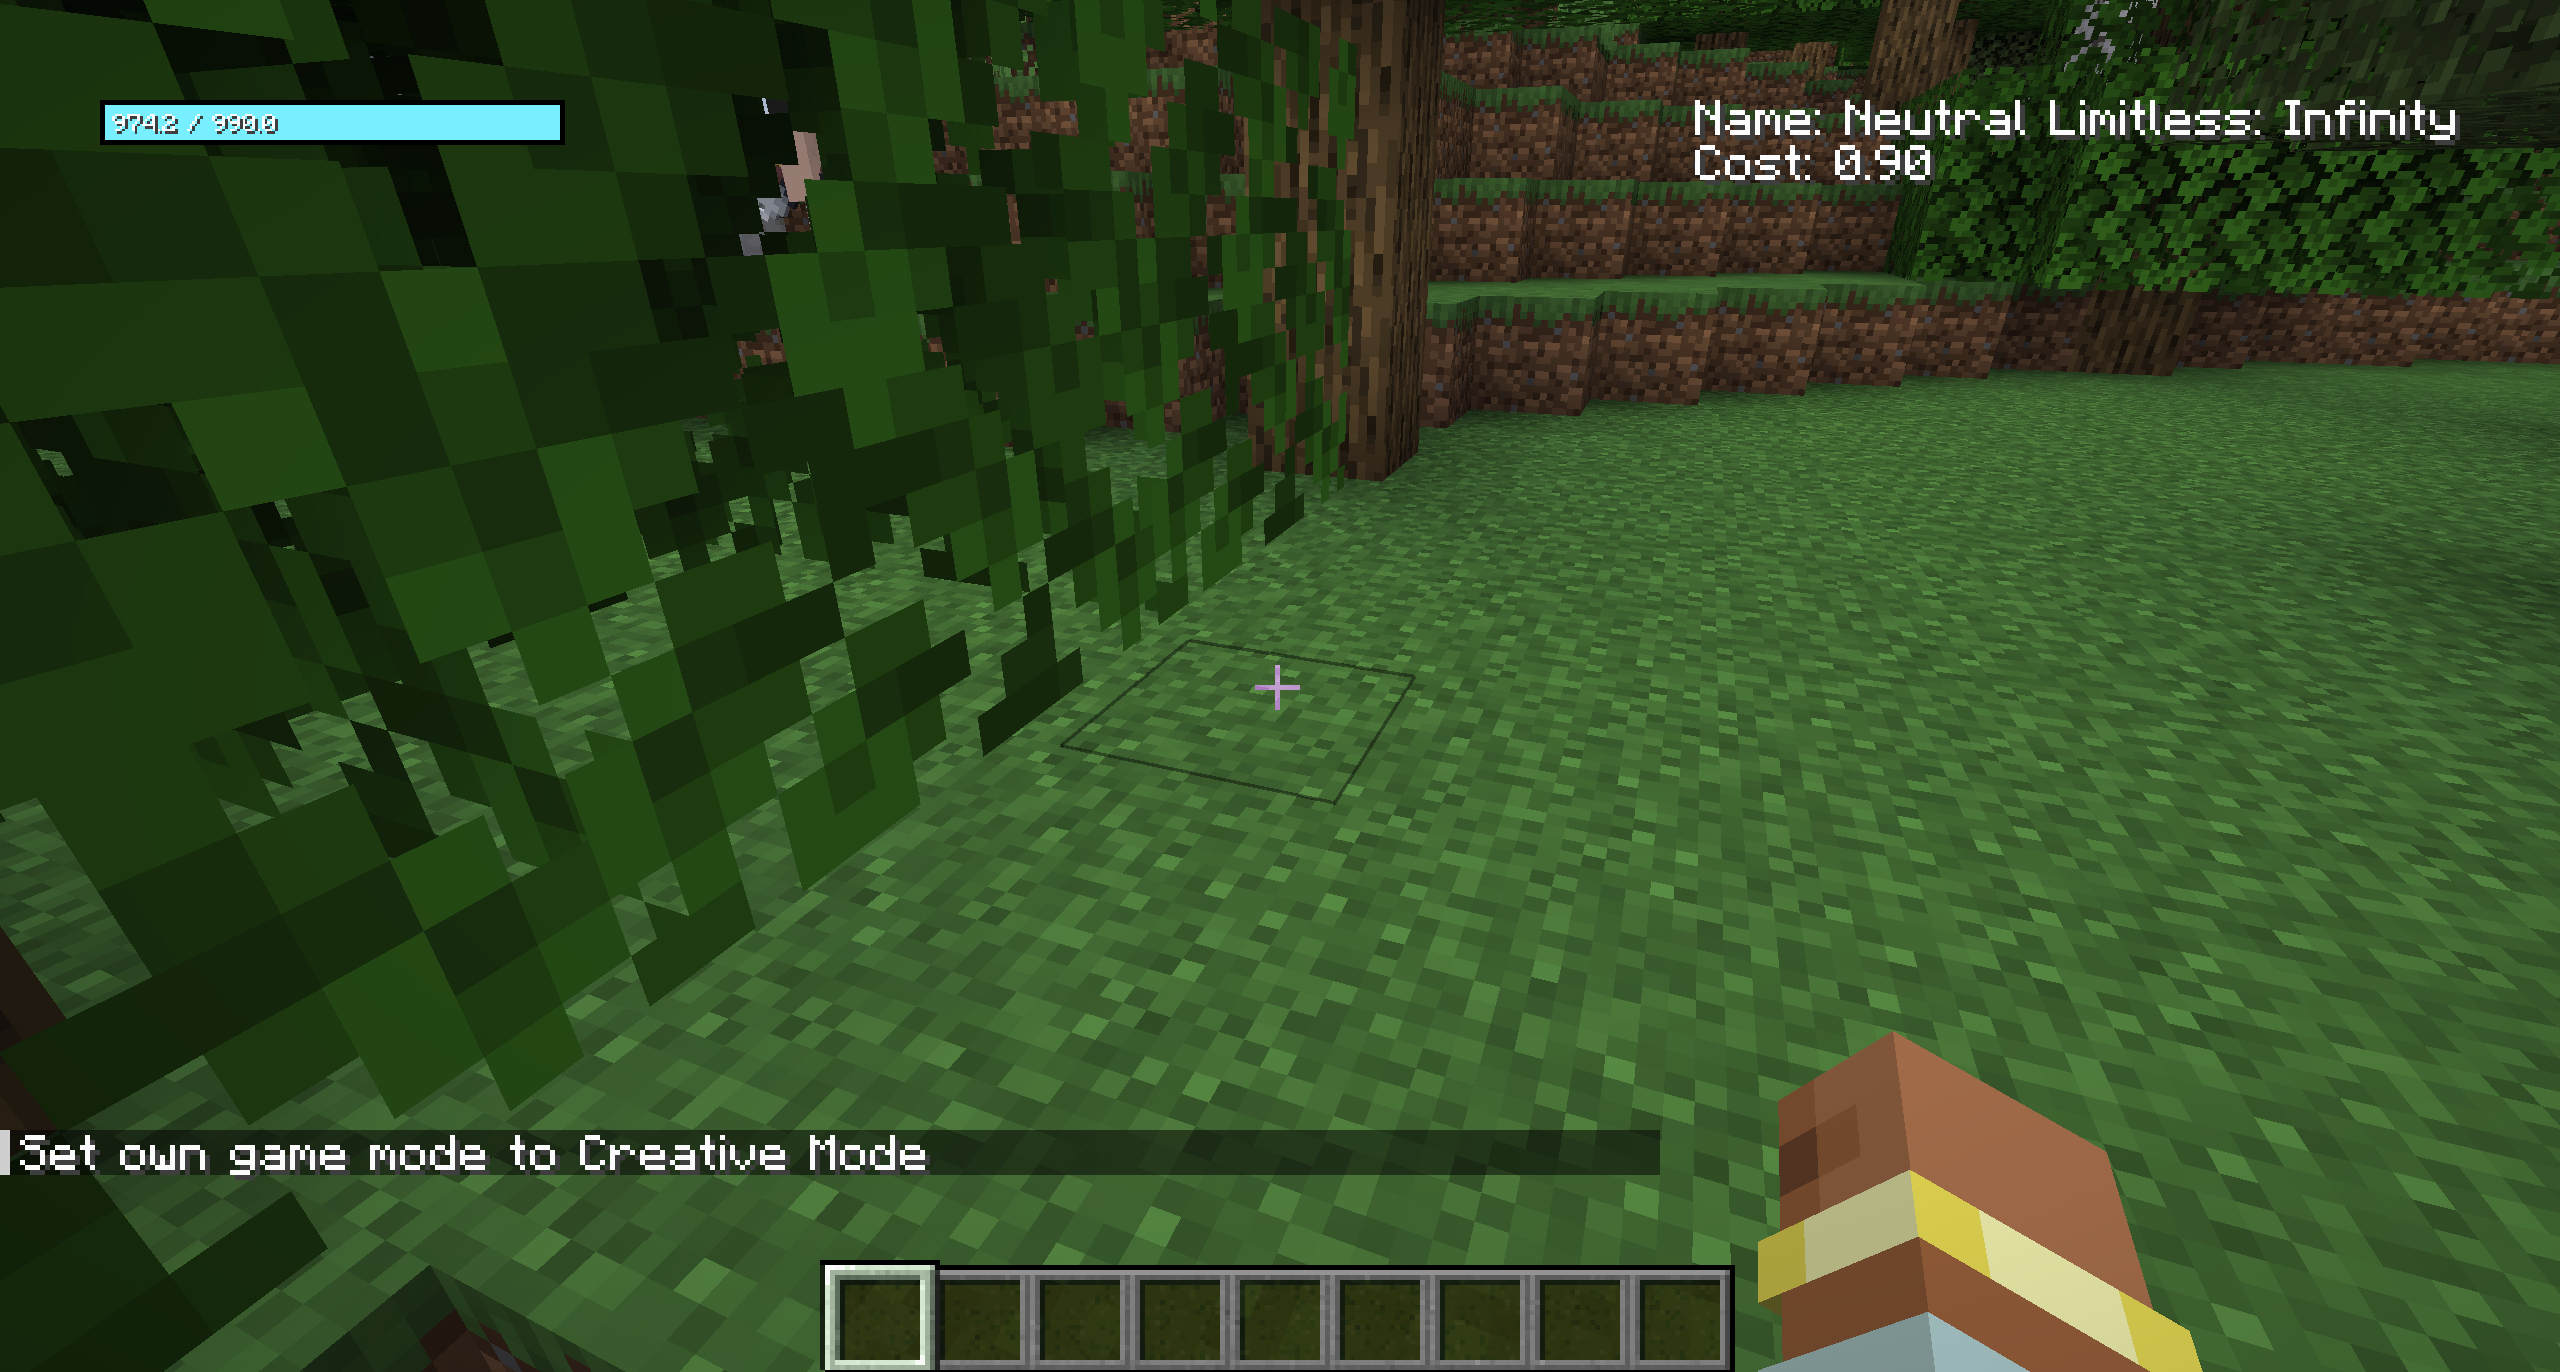 974.2 / 990.0
Name: Neutral Limitless: Infinity
Cost: 0.90
Set own game mode to Creative Mode